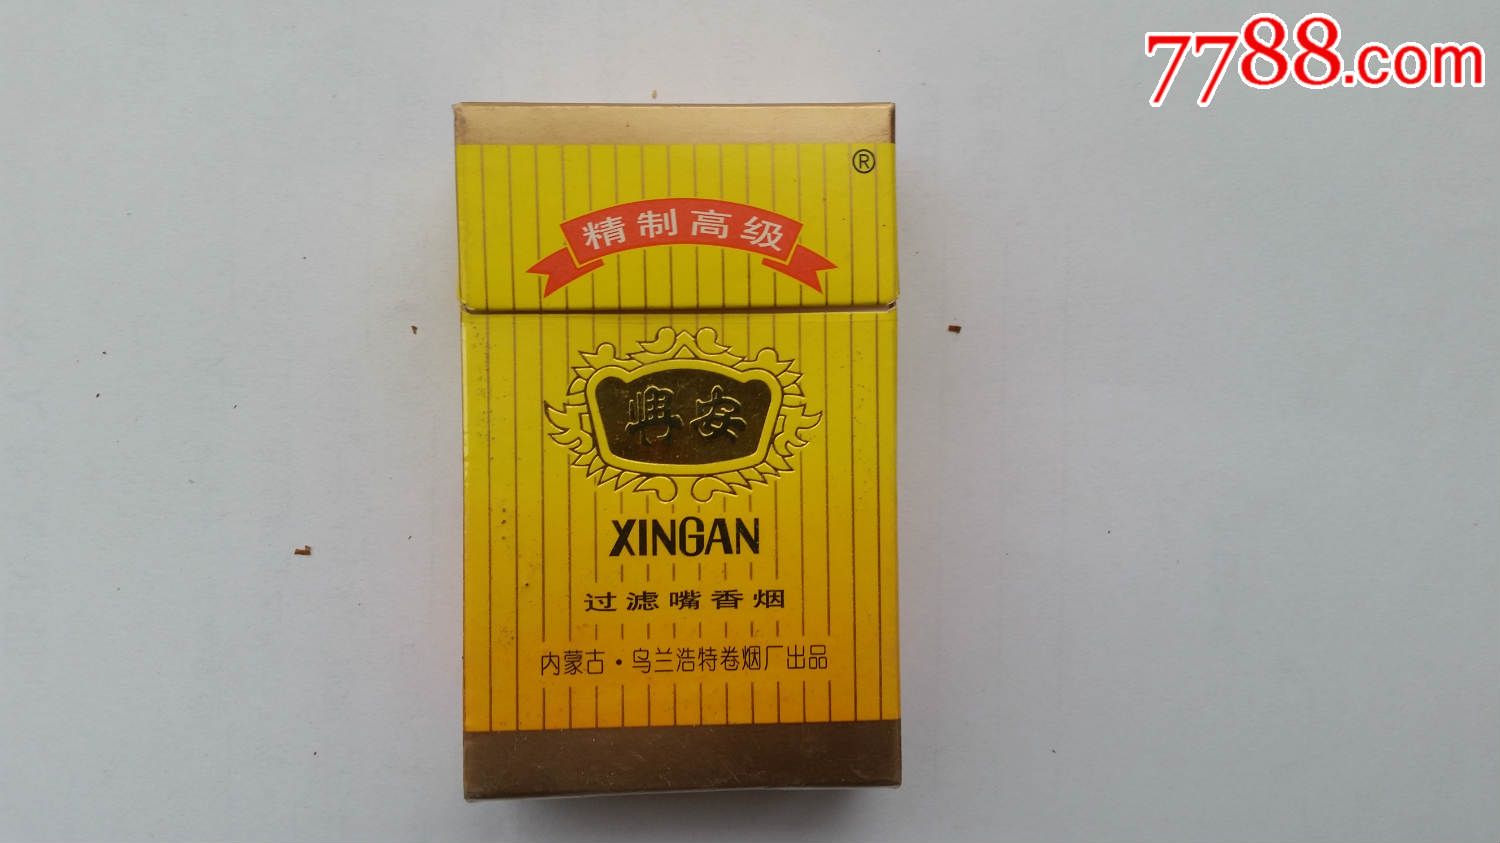 7788.com
®
精制高级
興安
XINGAN
过滤嘴香烟
内蒙古·乌兰浩特卷烟厂出品